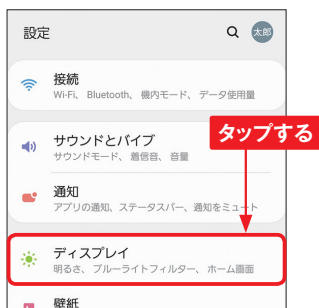 設定
太郎
接続
Wi-Fi、 Bluetooth、 機内モード、 データ使用量
サウンドとバイブ
サウンドモード、 着信音、 音量
タップする
通知
アプリの通知、ステータスバー、通知をミュート
ディスプレイ
明るさ、 ブルーライトフィルター、 ホーム画面
壁紙